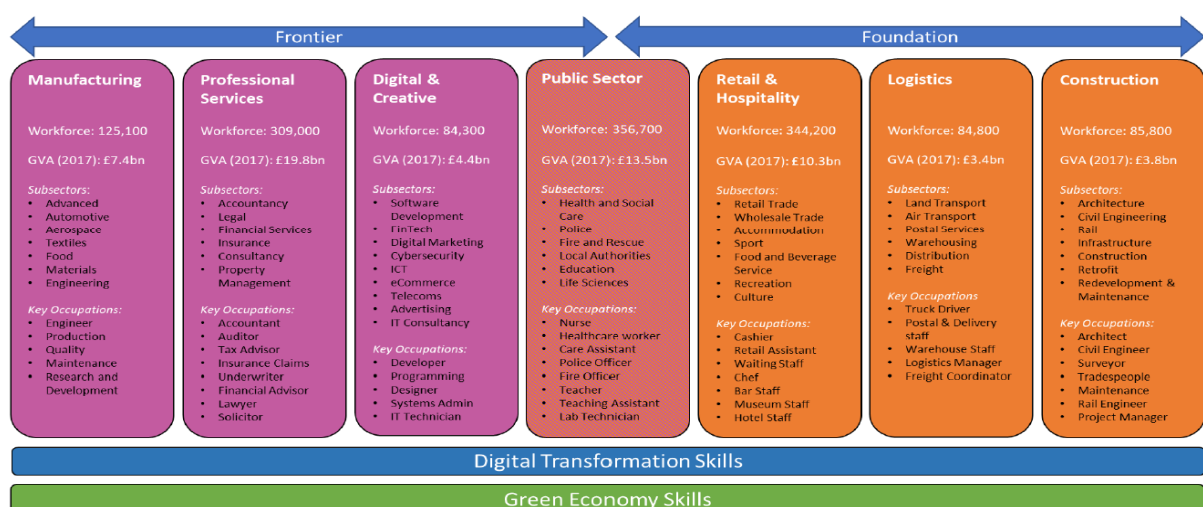 Frontier
Foundation
Manufacturing
Workforce: 125,100
GVA (2017): £7.4bn
Subsectors:
• Advanced
• Automotive
• Aerospace
• Textiles
• Food
• Materials
• Engineering
Key Occupations:
• Engineer
• Production
• Quality
• Maintenance
• Research and
Development
Professional
Services
Workforce: 309,000
GVA (2017): £19.8bn
Subsectors:
• Accountancy
• Legal
• Financial Services
• Insurance
• Consultancy
• Property
Management
Key Occupations:
• Accountant
• Auditor
• Tax Advisor
• Insurance Claims
• Underwriter
• Financial Advisor
• Lawyer
• Solicitor
Digital &
Creative
Workforce: 84,300
GVA (2017): £4.4bn
Subsectors:
• Software
Development
• FinTech
• Digital Marketing
• Cybersecurity
• ICT
• eCommerce
• Telecoms
• Advertising
• IT Consultancy
Key Occupations:
• Developer
• Programming
• Designer
• Systems Admin
• IT Technician
Public Sector
Workforce: 356,700
GVA (2017): £13.5bn
Subsectors:
• Health and Social
Care
• Police
• Fire and Rescue
• Local Authorities
• Education
• Life Sciences
Key Occupations:
• Nurse
• Healthcare worker
• Care Assistant
• Police Officer
• Fire Officer
• Teacher
• Teaching Assistant
• Lab Technician
Retail &
Hospitality
Workforce: 344,200
GVA (2017): £10.3bn
Subsectors:
• Retail Trade
• Wholesale Trade
• Accommodation
• Sport
• Food and Beverage
Service
• Recreation
• Culture
Key Occupations:
• Cashier
• Retail Assistant
• Waiting Staff
• Chef
• Bar Staff
• Museum Staff
• Hotel Staff
Logistics
Workforce: 84,800
GVA (2017): £3.4bn
Subsectors:
• Land Transport
• Air Transport
• Postal Services
• Warehousing
• Distribution
• Freight
Key Occupations
• Truck Driver
• Postal & Delivery
staff
• Warehouse Staff
• Logistics Manager
• Freight Coordinator
Construction
Workforce: 85,800
GVA (2017): £3.8bn
Subsectors:
• Architecture
• Civil Engineering
• Rail
• Infrastructure
• Construction
• Retrofit
• Redevelopment &
Maintenance
Key Occupations:
• Architect
• Civil Engineer
• Surveyor
• Tradespeople
• Maintenance
• Rail Engineer
• Project Manager
Digital Transformation Skills
Green Economy Skills